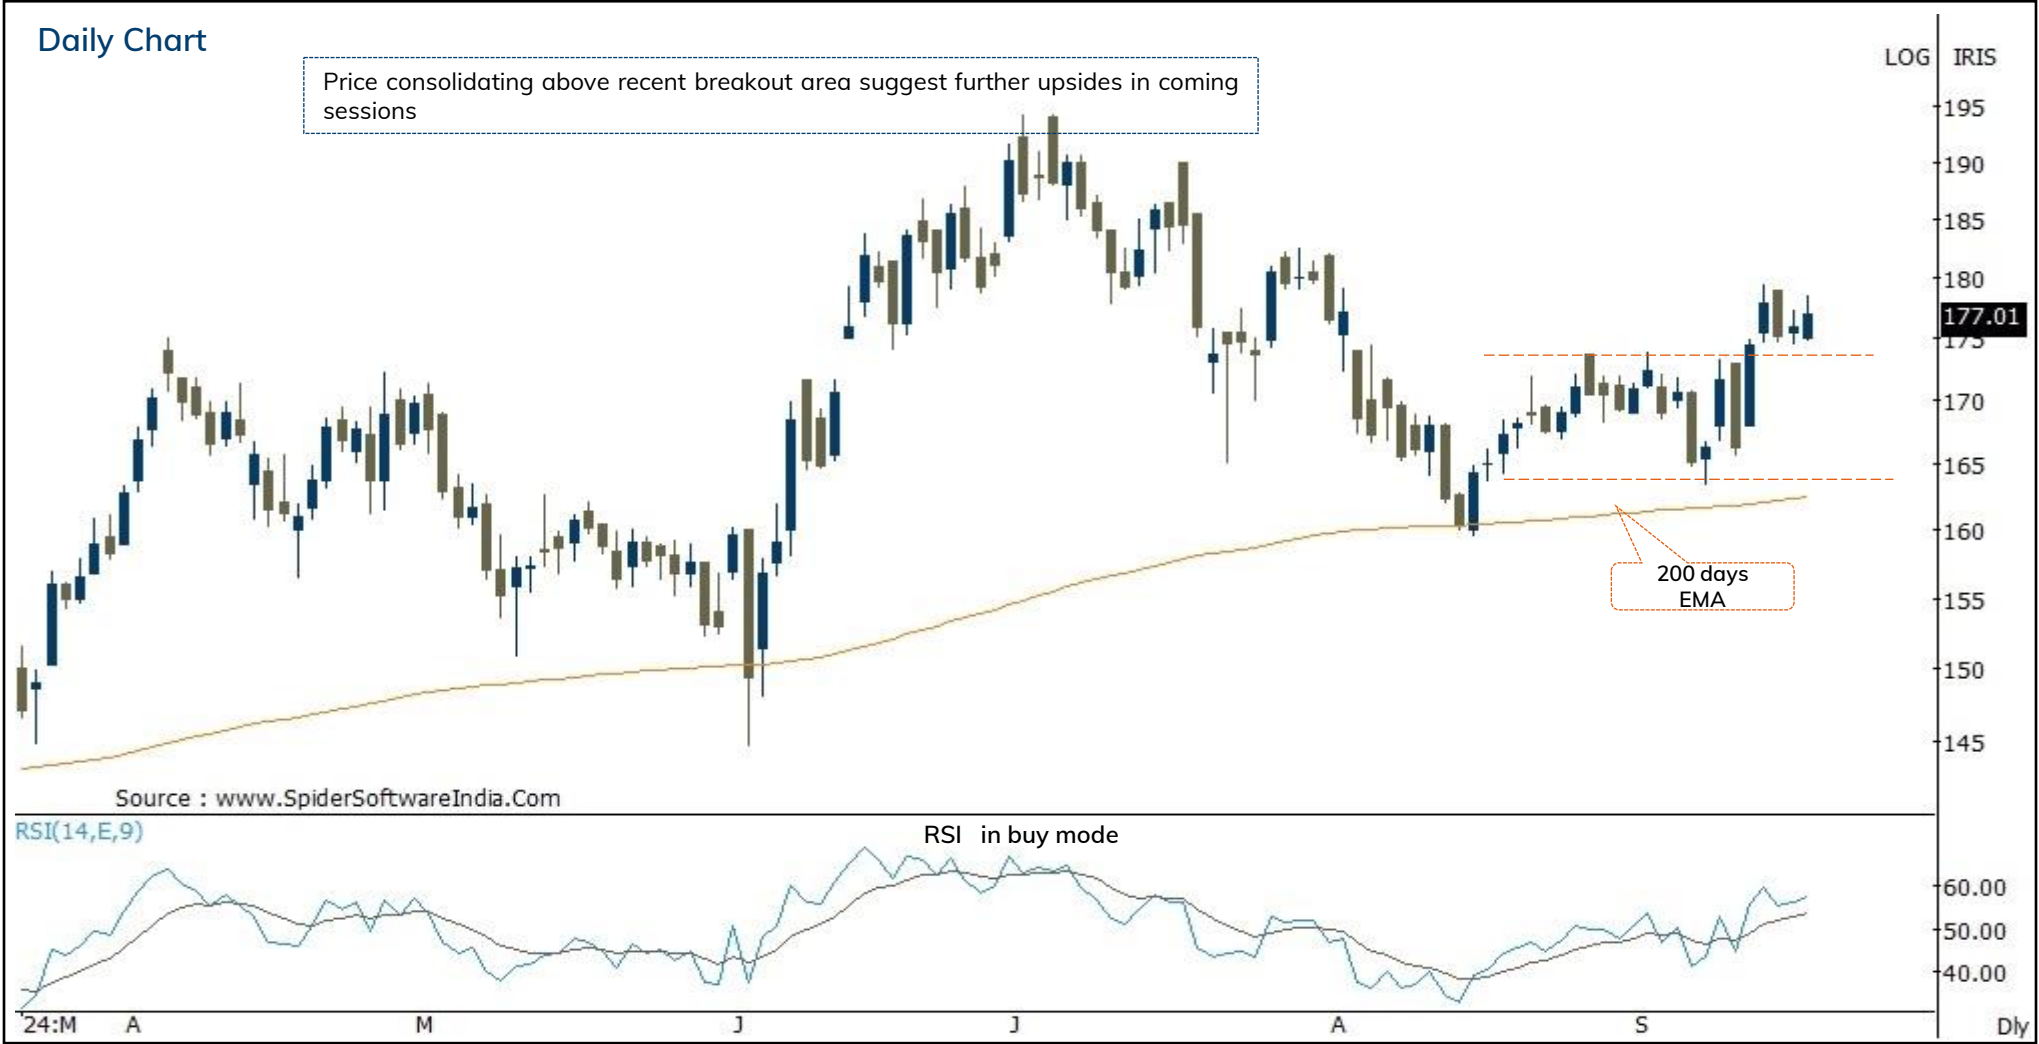 Daily Chart
Price consolidating above recent breakout area suggest further upsides in coming
sessions
LOG
IRIS
195
190
185
180
177.01
175
170
165
160
155
150
145
200 days
EMA
Source : www.SpiderSoftwareIndia.Com
RSI(14,E,9)
RSI in buy mode
60.00
50.00
40.00
24:M A M J J A S
Dly